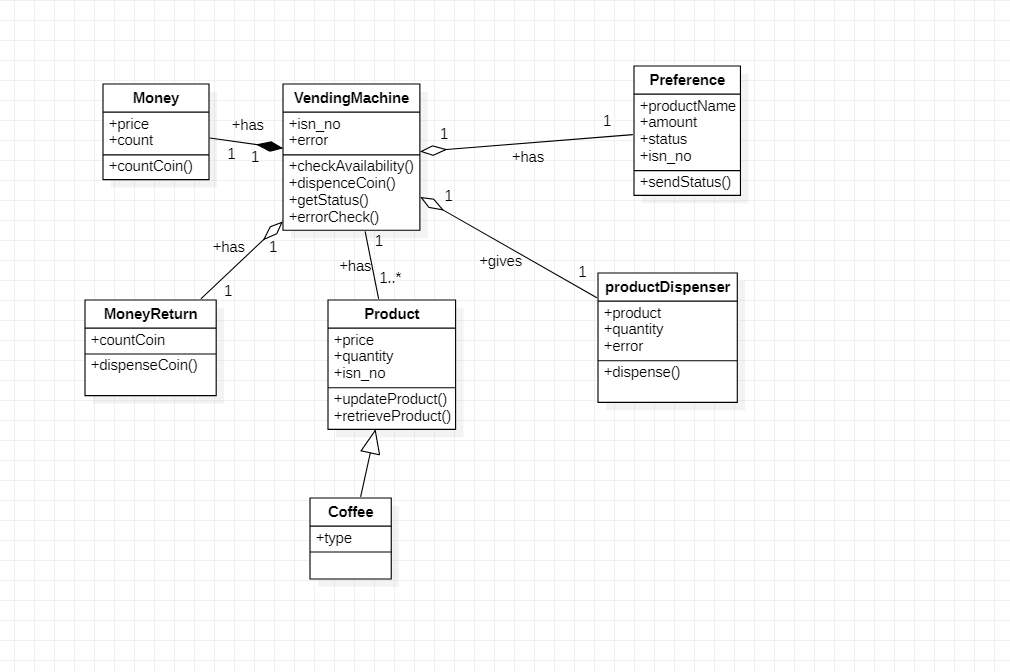 Money
+price
+count
+countCoin()
+has
1
1
VendingMachine
+isn_no
+error
+checkAvailability()
+dispenceCoin()
+getStatus()
+errorCheck()
1
+has
1
Preference
+productName
+amount
+status
+isn_no
+sendStatus()
+has
1
1
MoneyReturn
+countCoin
+dispenseCoin()
1
+has
1..*
Product
+price
+quantity
+isn_no
+updateProduct()
+retrieveProduct()
1
+gives
1
productDispenser
+product
+quantity
+error
+dispense()
Coffee
+type